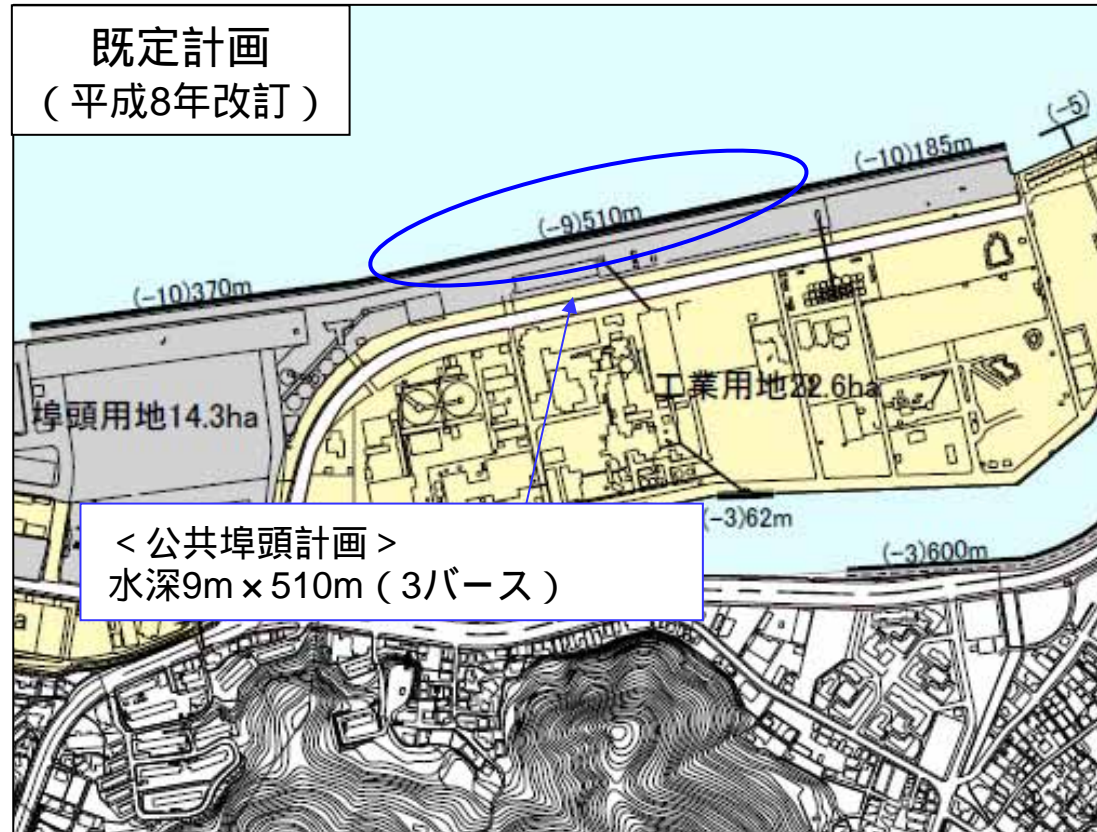 既定計画
（平成8年改訂）
(-5)
(-10)185m
(-9)510m
(-10)370m
埠頭用地14.3ha
工業用地22.6ha
(-3)62m
(-3)600m
＜公共埠頭計画＞
水深9m×510m（3バース）
a